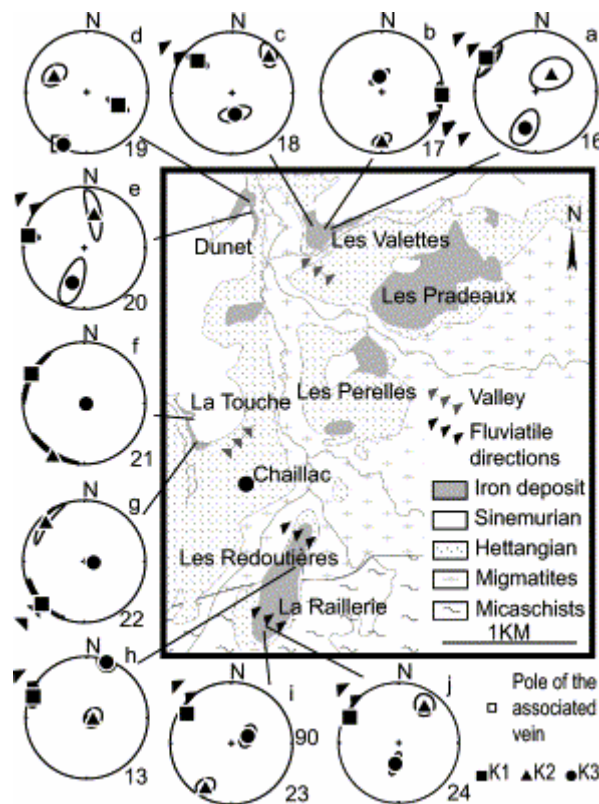 d N c N b N a N
19 18 17 16
e N
20
N
Dunet
Les Valettes
Les Pradeaux
f N
21
La Touche
Les Perelles
Valley
Fluviatile
directions
Chaillac
Iron deposit
Sinemurian
Hettangian
Migmatites
Micaschists
1KM
g N
22
Les Redoutières
La Raillerie
h N
13
i N
90
23
j N
24
Pole of the
associated
vein
K1 K2 K3